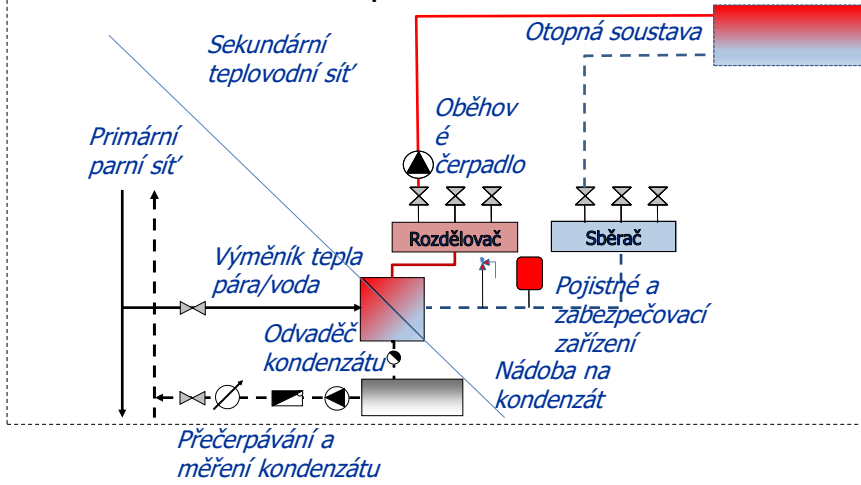 Sekundární
teplovodní síť
Otopná soustava
Oběhov
é
čerpadlo
Primární
parní síť
Rozdělovač
Sběrač
Výměník tepla
pára/voda
Pojistné a
zabezpečovací
zařízení
Odvaděč
kondenzátu
Nádoba na
kondenzát
Přečerpávání a
měření kondenzátu